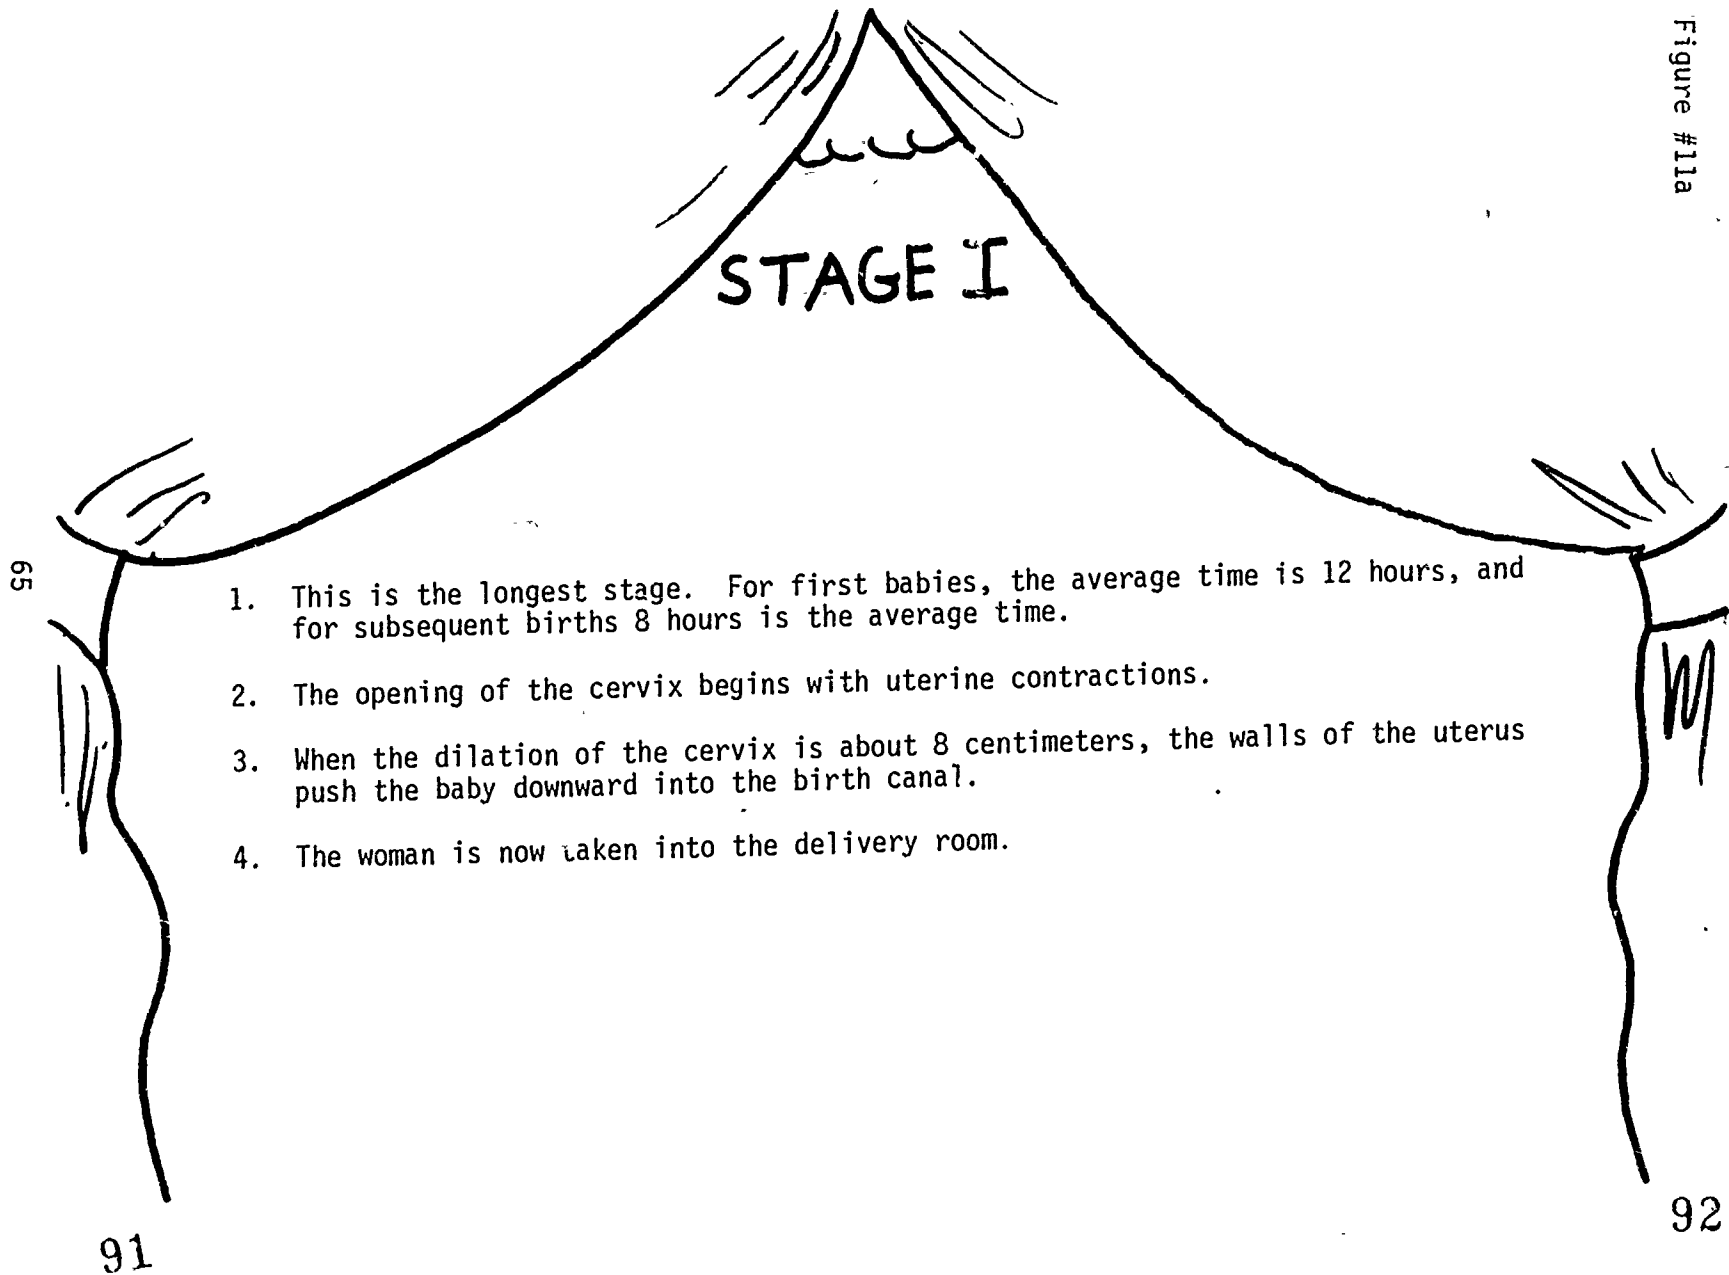 Figure #11a
STAGE I
1. This is the longest stage. For first babies, the average time is 12 hours, and
for subsequent births 8 hours is the average time.
2. The opening of the cervix begins with uterine contractions.
3. When the dilation of the cervix is about 8 centimeters, the walls of the uterus
push the baby downward into the birth canal.
4. The woman is now taken into the delivery room.
65
91
92